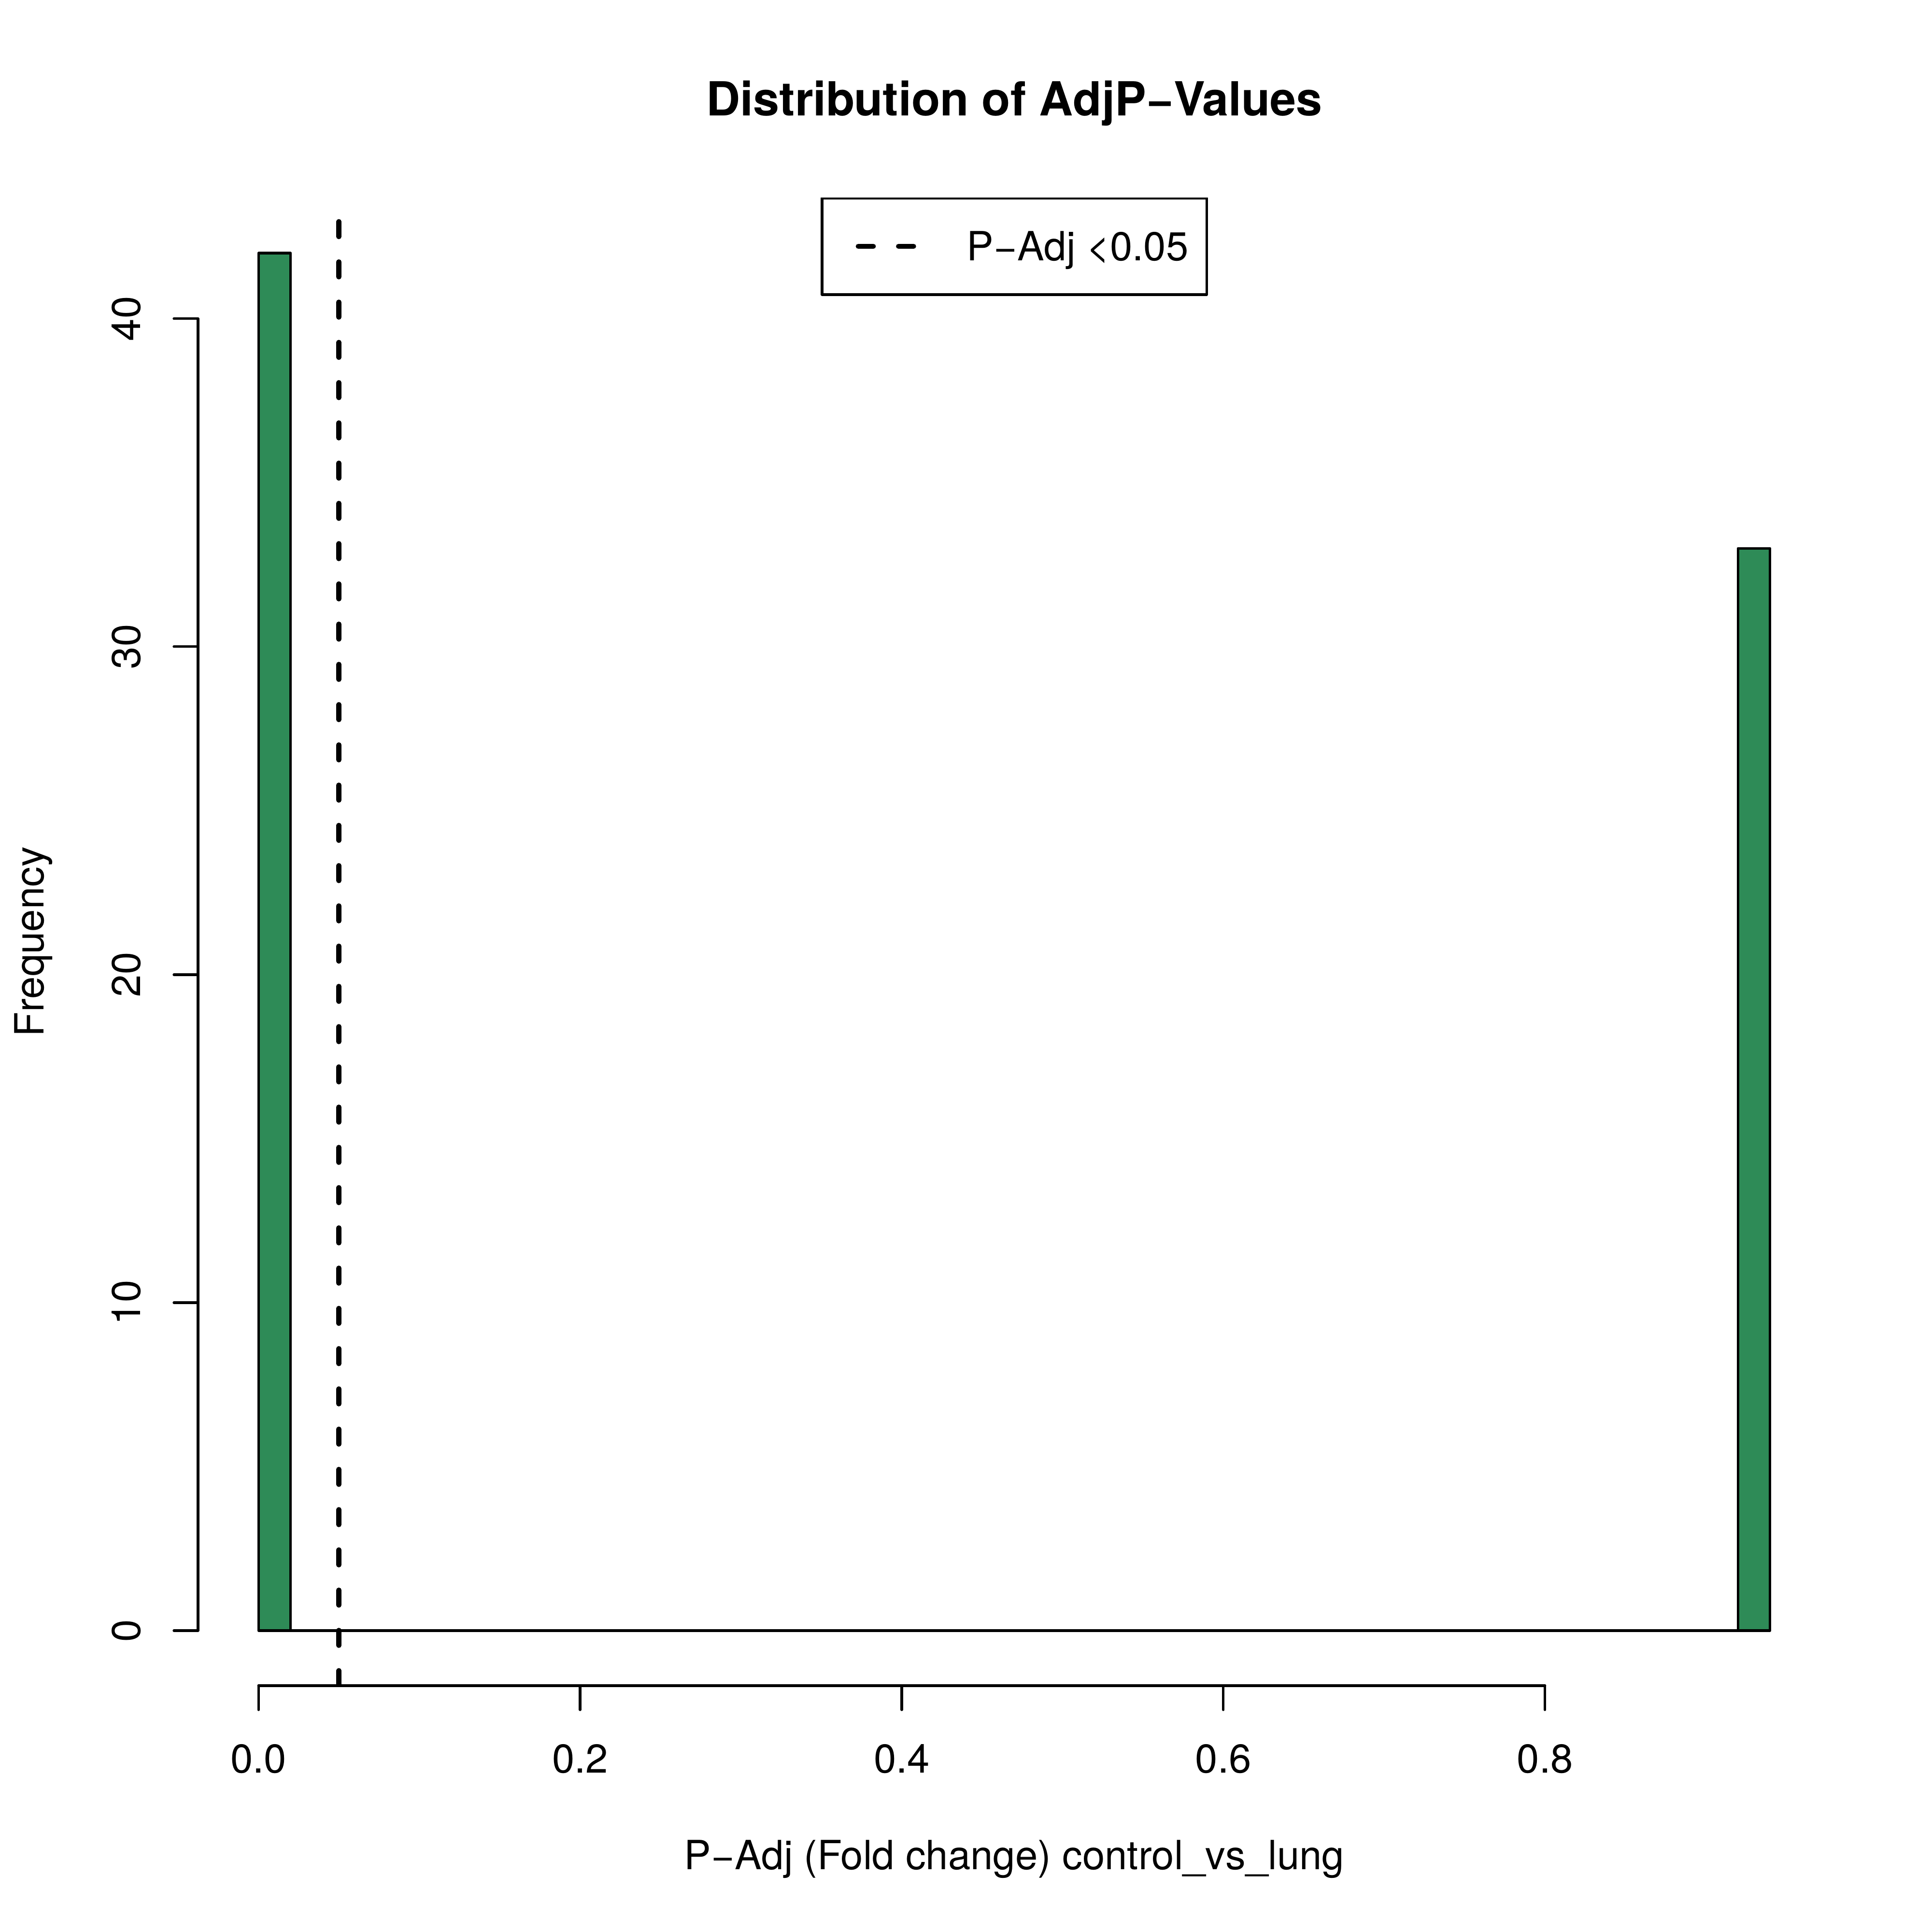 Distribution of AdjP−Values
P−Adj <0.05
40
30
20
10
0
Frequency
0.0 0.2 0.4 0.6 0.8
P−Adj (Fold change) control_vs_lung